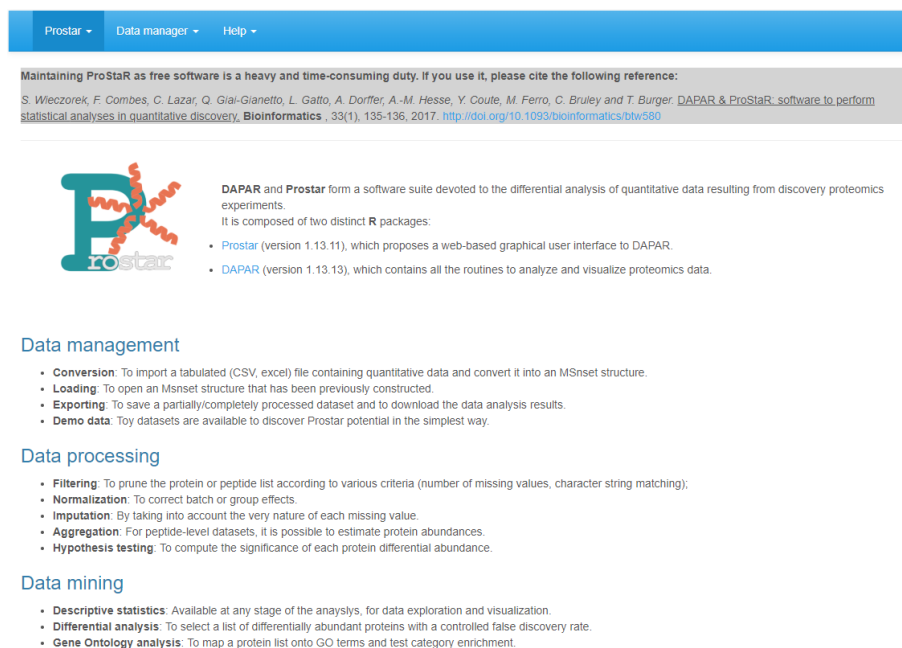 Prostar Data manager Help
Maintaining ProStaR as free software is a heavy and time-consuming duty. If you use it, please cite the following reference:
S. Wieczorek, F. Combes, C. Lazar, Q. Giai-Gianetto, L. Gatto, A. Dorffer, A.-M. Hesse, Y. Coute, M. Ferro, C. Bruley and T. Burger. DAPAR & ProStaR: software to perform
statistical analyses in quantitative discovery. Bioinformatics , 33(1), 135-136, 2017. http://doi.org/10.1093/bioinformatics/btw580
Prostar
DAPAR and Prostar form a software suite devoted to the differential analysis of quantitative data resulting from discovery proteomics
experiments.
It is composed of two distinct R packages:
• Prostar (version 1.13.11), which proposes a web-based graphical user interface to DAPAR.
• DAPAR (version 1.13.13), which contains all the routines to analyze and visualize proteomics data.
Data management
• Conversion: To import a tabulated (CSV, excel) file containing quantitative data and convert it into an MSnset structure.
• Loading: To open an Msnset structure that has been previously constructed.
• Exporting: To save a partially/completely processed dataset and to download the data analysis results.
• Demo data: Toy datasets are available to discover Prostar potential in the simplest way.
Data processing
• Filtering: To prune the protein or peptide list according to various criteria (number of missing values, character string matching);
• Normalization: To correct batch or group effects.
• Imputation: By taking into account the very nature of each missing value.
• Aggregation: For peptide-level datasets, it is possible to estimate protein abundances.
• Hypothesis testing: To compute the significance of each protein differential abundance.
Data mining
• Descriptive statistics: Available at any stage of the anayslys, for data exploration and visualization.
• Differential analysis: To select a list of differentially abundant proteins with a controlled false discovery rate.
• Gene Ontology analysis: To map a protein list onto GO terms and test category enrichment.